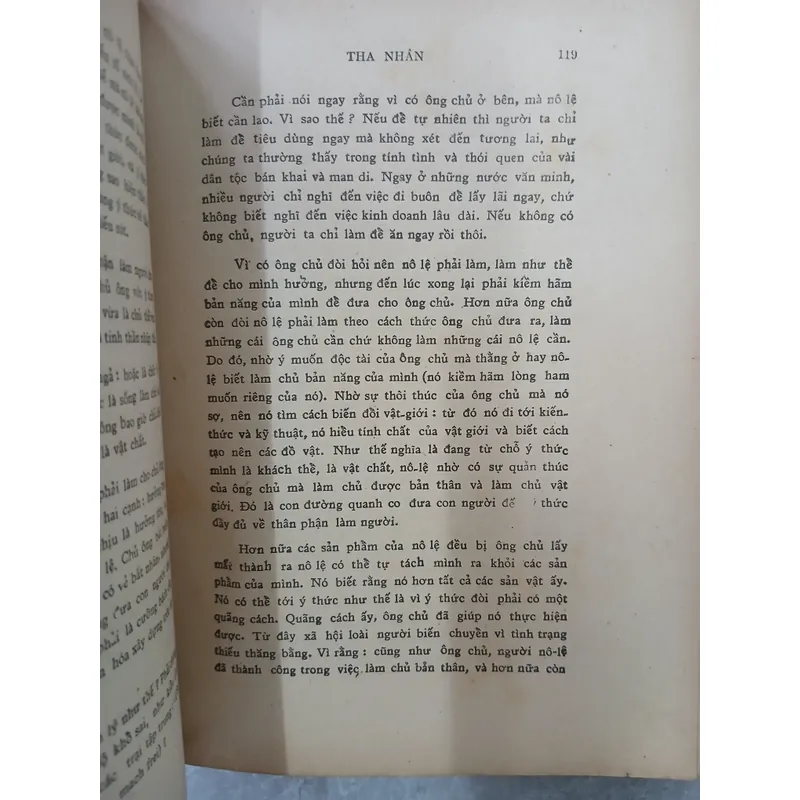 THA NHÂN 119
Cần phải nói ngay rằng vì có ông chủ ở bên, mà nô lệ
biết cần lao. Vì sao thế ? Nếu để tự nhiên thì người ta chỉ
làm để tiêu dùng ngay mà không xét đến tương lai, như
chúng ta thường thấy trong tính tình và thói quen của vài
dân tộc bán khai và man di. Ngay ở những nước văn minh,
nhiều người chỉ nghĩ đến việc đi buôn để lấy lãi ngay, chứ
không biết nghĩ đến việc kinh doanh lâu dài. Nếu không có
ông chủ, người ta chỉ làm để ăn ngay rồi thôi.
Vì có ông chủ đòi hỏi nên nô lệ phải làm, làm như thể
để cho mình hưởng, nhưng đến lúc xong lại phải kiềm hãm
bản năng của mình để đưa cho ông chủ. Hơn nữa ông chủ
còn đòi nô lệ phải làm theo cách thức ông chủ đưa ra, làm
những cái ông chủ cần chứ không làm những cái nô lệ cần.
Do đó, nhờ ý muốn độc tài của ông chủ mà thằng ở hay nô-
lệ biết làm chủ bản năng của mình (nó kiềm hãm lòng ham
muốn riêng của nó). Nhờ sự thôi thúc của ông chủ mà nó
sợ, nên nó tìm cách biến đổi vật-giới : từ đó nó đi tới kiến-
thức và kỹ thuật, nó hiểu tính chất của vật giới và biết cách
tạo nên các đồ vật. Như thế nghĩa là đang từ chỗ ý thức
mình là khách thể, là vật chất, nô-lệ nhờ có sự quản thúc
của ông chủ mà làm chủ được bản thân và làm chủ vật
giới. Đó là con đường quanh co đưa con người thức
đầy đủ về thân phận làm người.
Hơn nữa các sản phẩm của nô lệ đều bị ông chủ lấy
mất thành ra nô lệ có thể tự tách mình ra khỏi các sản
phẩm của mình. Nó biết rằng nó hơn tất cả các sản vật ấy.
Nó có thể tới ý thức như thế là vì ý thức đòi phải có một
quãng cách. Quãng cách ấy, ông chủ đã giúp nó thực hiện
được. Từ đây xã hội loài người biến chuyển vì tình trạng
thiếu thăng bằng. Vì rằng : cũng như ông chủ, người nô-lệ
đã thành công trong việc làm chủ bản thân, và hơn nữa còn